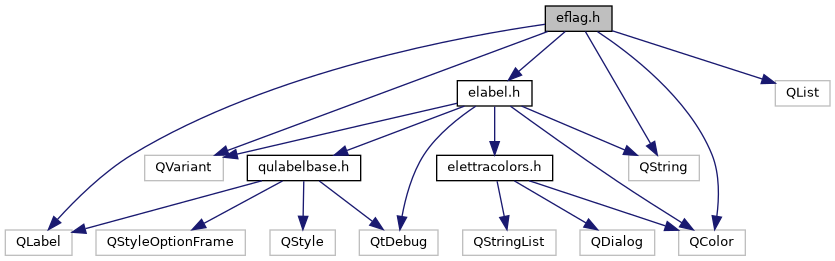 eflag.h
elabel.h
QList
QVariant
qulabelbase.h
elettracolors.h
QString
QLabel
QStyleOptionFrame
QStyle
QtDebug
QStringList
QDialog
QColor